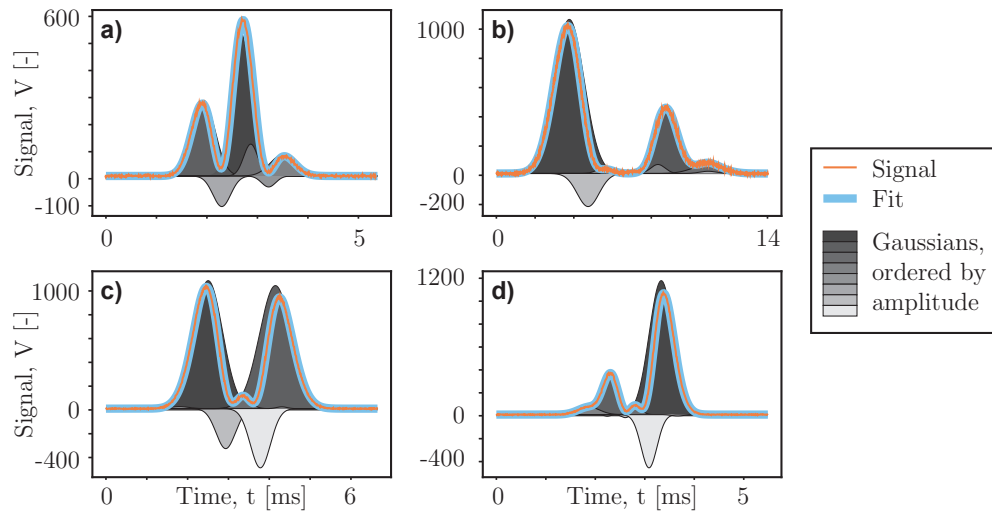 600
0
-100
Signal, V [-]
a)
0
5
1000
0
-200
b)
0
14
1000
0
-400
Signal, V [-]
c)
0
Time, t [ms]
6
1200
0
-400
d)
0
Time, t [ms]
5
Signal
Fit
Gaussians,
ordered by
amplitude